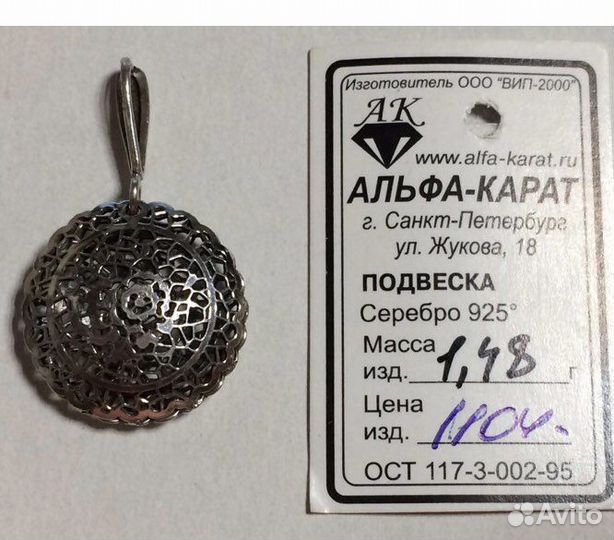 Изготовитель ООО "ВИП-2000"
АК
www.alfa-karat.ru
АЛЬФА-КАРАТ
г. Санкт-Петербург
ул. Жукова, 18
ПОДВЕСКА
Серебро 925°
Масса
изд. 1,48 г
Цена
изд. 1104-
ОСТ 117-3-002-95
Avito